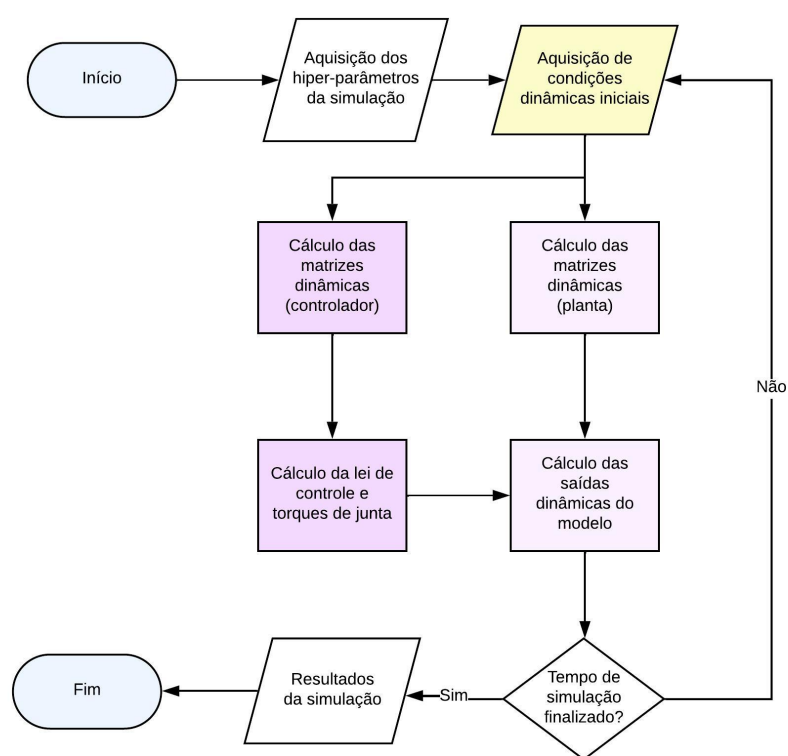 Início
Aquisição dos
hiper-parâmetros
da simulação
Aquisição de
condições
dinâmicas iniciais
Cálculo das
matrizes
dinâmicas
(controlador)
Cálculo das
matrizes
dinâmicas
(planta)
Não
Cálculo da lei de
controle e
torques de junta
Cálculo das
saídas
dinâmicas do
modelo
Tempo de
simulação
finalizado?
Sim
Resultados
da simulação
Fim